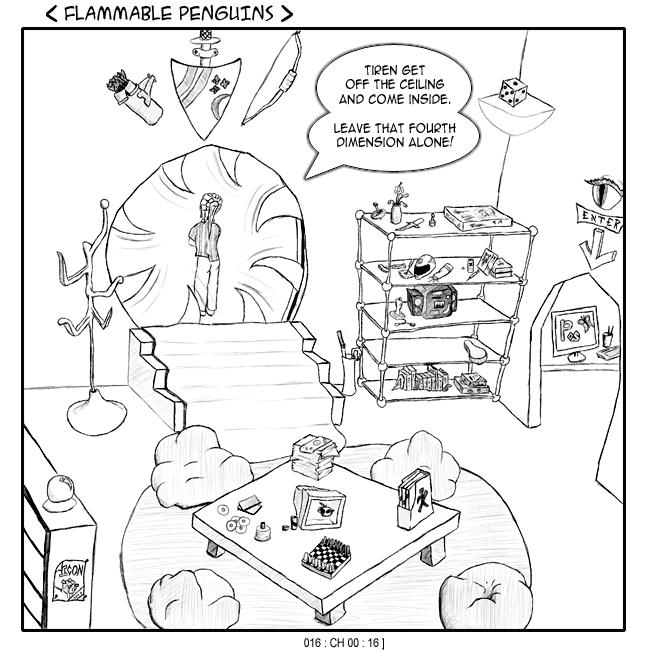 < FLAMMABLE PENGUINS >
TIREN GET
OFF THE CEILING
AND COME INSIDE.
LEAVE THAT FOURTH
DIMENSION ALONE!
ENTER
ARGON
016 : CH 00 : 16 ]